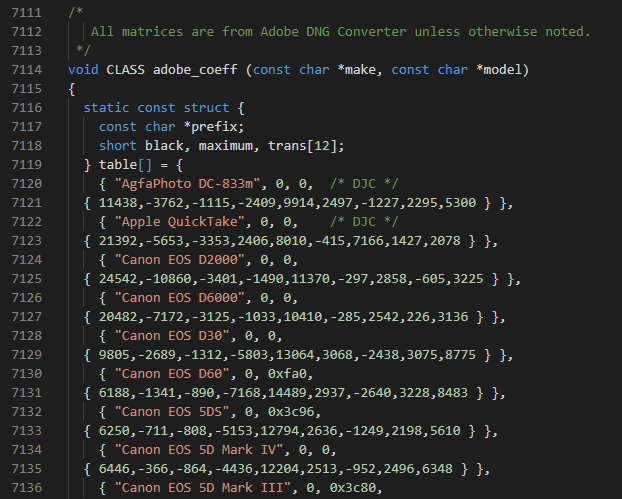 7111 /*
7112 All matrices are from Adobe DNG Converter unless otherwise noted.
7113 */
7114 void CLASS adobe_coeff (const char *make, const char *model)
7115 {
7116 static const struct {
7117 const char *prefix;
7118 short black, maximum, trans[12];
7119 } table[] = {
7120 { "AgfaPhoto DC-833m", 0, 0, /* DJC */
7121 { 11438,-3762,-1115,-2409,9914,2497,-1227,2295,5300 } },
7122 { "Apple QuickTake", 0, 0, /* DJC */
7123 { 21392,-5653,-3353,2406,8010,-415,7166,1427,2078 } },
7124 { "Canon EOS D2000", 0, 0,
7125 { 24542,-10860,-3401,-1490,11370,-297,2858,-605,3225 } },
7126 { "Canon EOS D6000", 0, 0,
7127 { 20482,-7172,-3125,-1033,10410,-285,2542,226,3136 } },
7128 { "Canon EOS D30", 0, 0,
7129 { 9805,-2689,-1312,-5803,13064,3068,-2438,3075,8775 } },
7130 { "Canon EOS D60", 0, 0xfa0,
7131 { 6188,-1341,-890,-7168,14489,2937,-2640,3228,8483 } },
7132 { "Canon EOS 5DS", 0, 0x3c96,
7133 { 6250,-711,-808,-5153,12794,2636,-1249,2198,5610 } },
7134 { "Canon EOS 5D Mark IV", 0, 0,
7135 { 6446,-366,-864,-4436,12204,2513,-952,2496,6348 } },
7136 { "Canon EOS 5D Mark III", 0, 0x3c80,